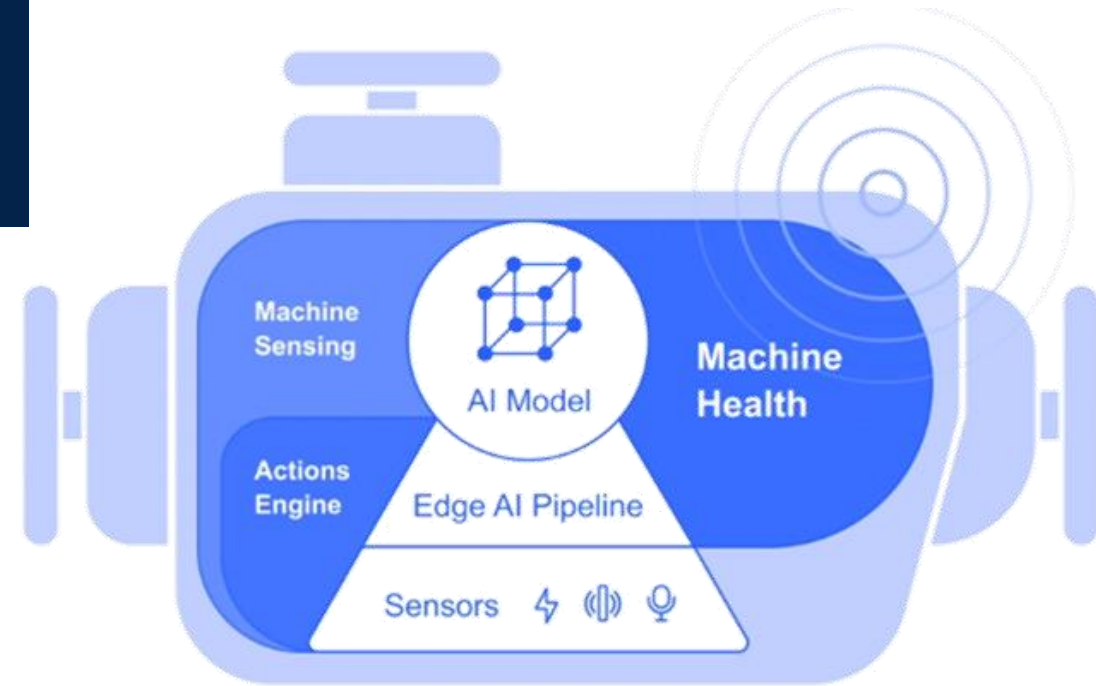 Machine
Sensing
AI Model
Machine
Health
Actions
Engine
Edge AI Pipeline
Sensors